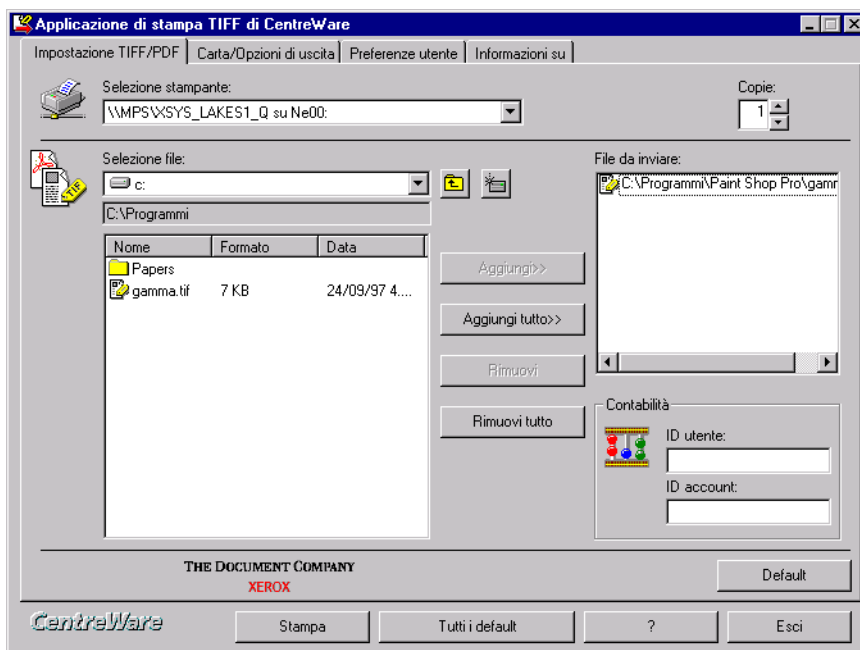 Applicazione di stampa TIFF di CentreWare
Impostazione TIFF/PDF Carta/Opzioni di uscita Preferenze utente Informazioni su
Selezione stampante:
Copie:
\\MPS\XSYS_LAKES1_Q su Ne00:
1
Selezione file:
File da inviare:
c:
C:\Programmi\Paint Shop Pro\gamr
C:\Programmi
Nome Formato Data
Papers
gamma.tif 7 KB 24/09/97 4....
Aggiungi>>
Aggiungi tutto>>
Rimuovi
Rimuovi tutto
Contabilità
ID utente:
ID account:
THE DOCUMENT COMPANY
XEROX
Default
CentreWare
Stampa
Tutti i default
?
Esci